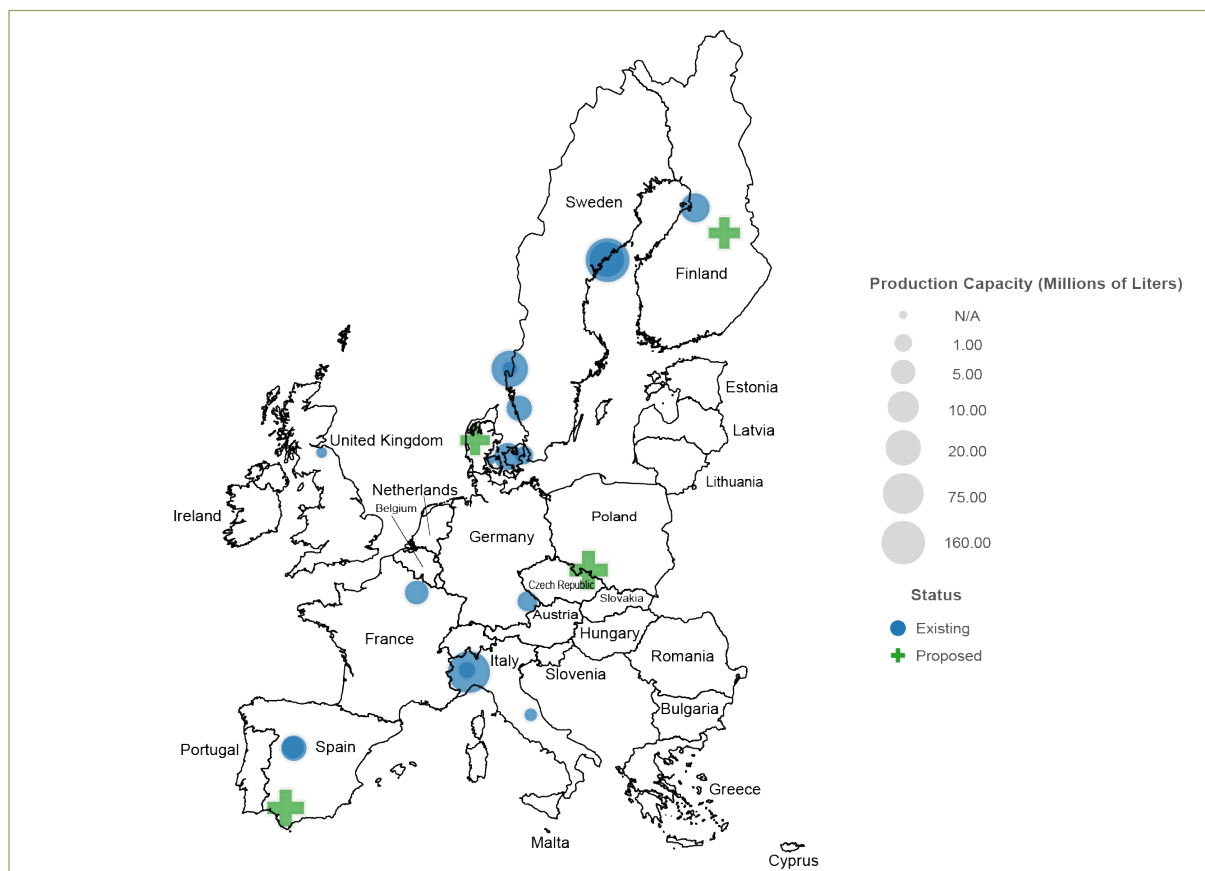 Sweden
Finland
Estonia
Latvia
Lithuania
United Kingdom
Ireland
Netherlands
Belgium
Germany
Poland
Czech Republic
Slovakia
Austria
Hungary
France
Italy
Slovenia
Romania
Bulgaria
Portugal
Spain
Greece
Malta
Cyprus
Production Capacity (Millions of Liters)
N/A
1.00
5.00
10.00
20.00
75.00
160.00
Status
Existing
Proposed